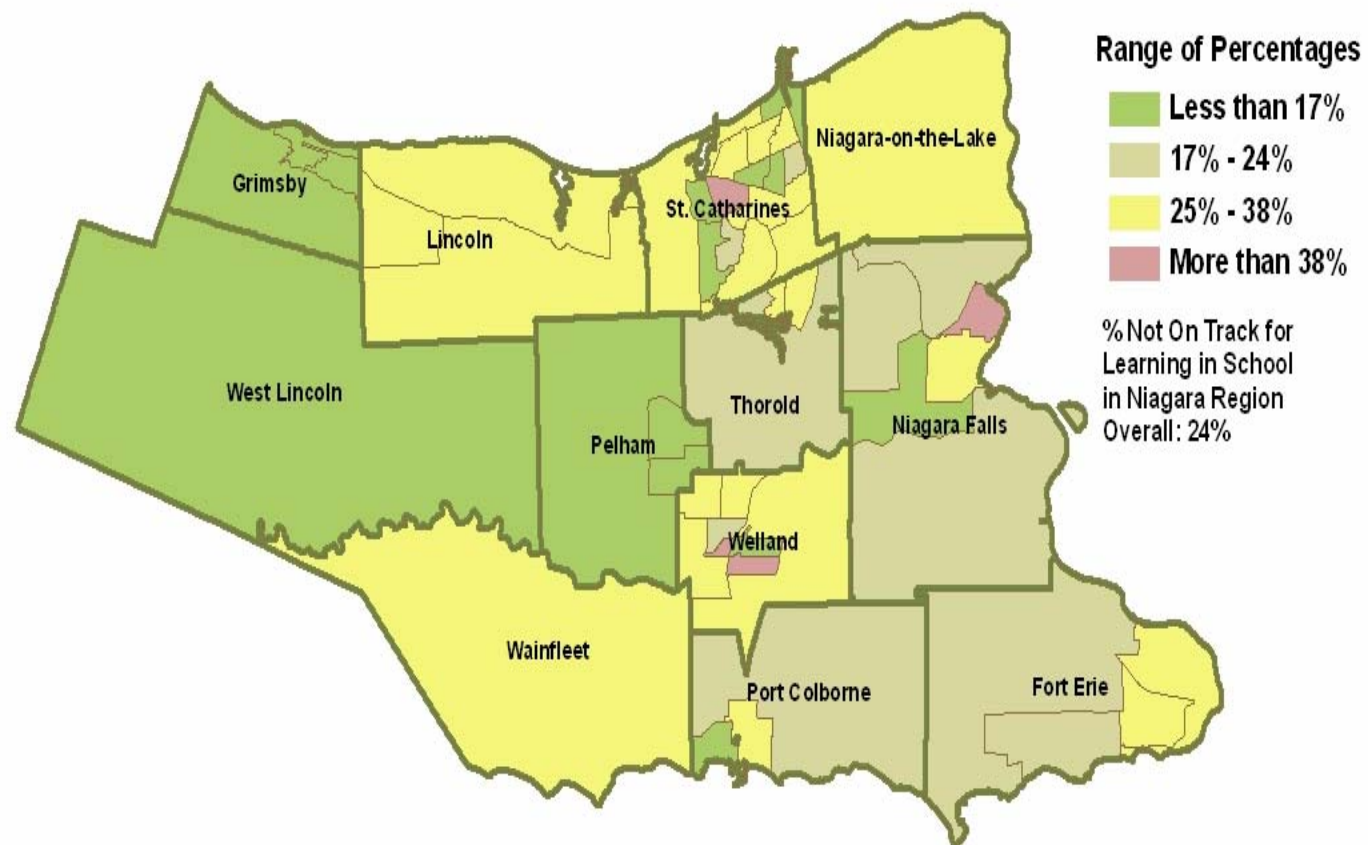 Range of Percentages
Less than 17%
17% - 24%
25% - 38%
More than 38%
% Not On Track for
Learning in School
in Niagara Region
Overall: 24%
Niagara-on-the-Lake
Grimsby
St. Catharines
Lincoln
West Lincoln
Thorold
Niagara Falls
Pelham
Welland
Wainfleet
Port Colborne
Fort Erie